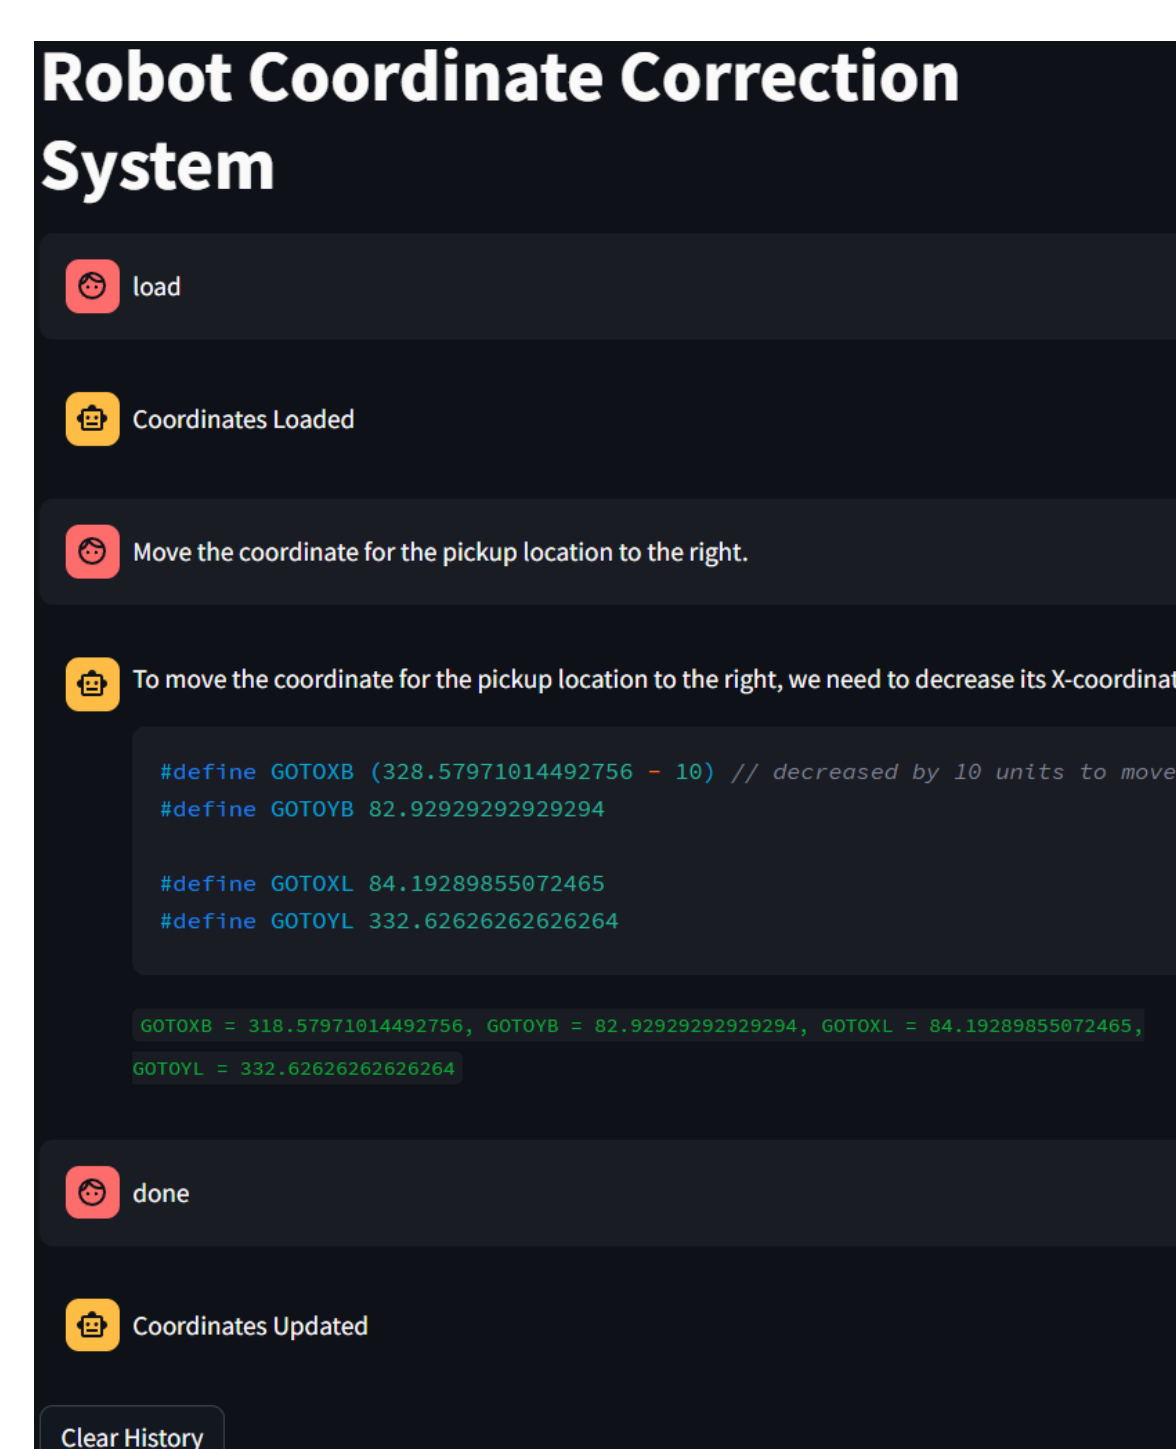 Robot Coordinate Correction
System
load
Coordinates Loaded
Move the coordinate for the pickup location to the right.
To move the coordinate for the pickup location to the right, we need to decrease its X-coordinat
#define GOTOXB (328.57971014492756 - 10) // decreased by 10 units to move
#define GOTOYB 82.92929292929294
#define GOTOXL 84.19289855072465
#define GOTOYL 332.62626262626264
GOTOXB = 318.57971014492756, GOTOYB = 82.92929292929294, GOTOXL = 84.19289855072465,
GOTOYL = 332.62626262626264
done
Coordinates Updated
Clear History